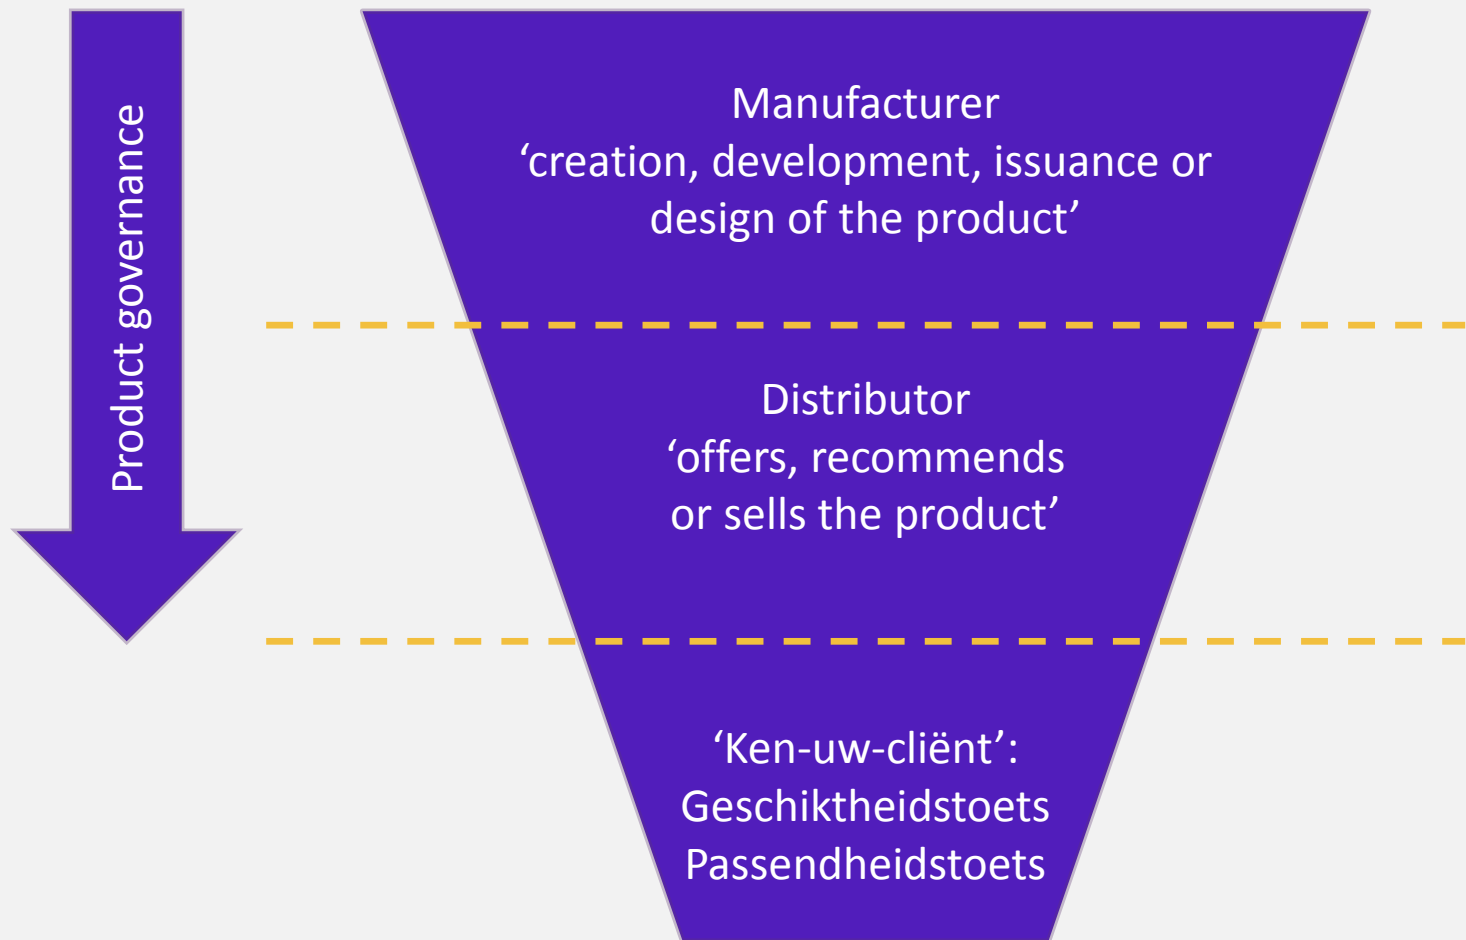 Product governance
Manufacturer
‘creation, development, issuance or
design of the product’
Distributor
‘offers, recommends
or sells the product’
‘Ken-uw-cliënt’:
Geschiktheidstoets
Passendheidstoets